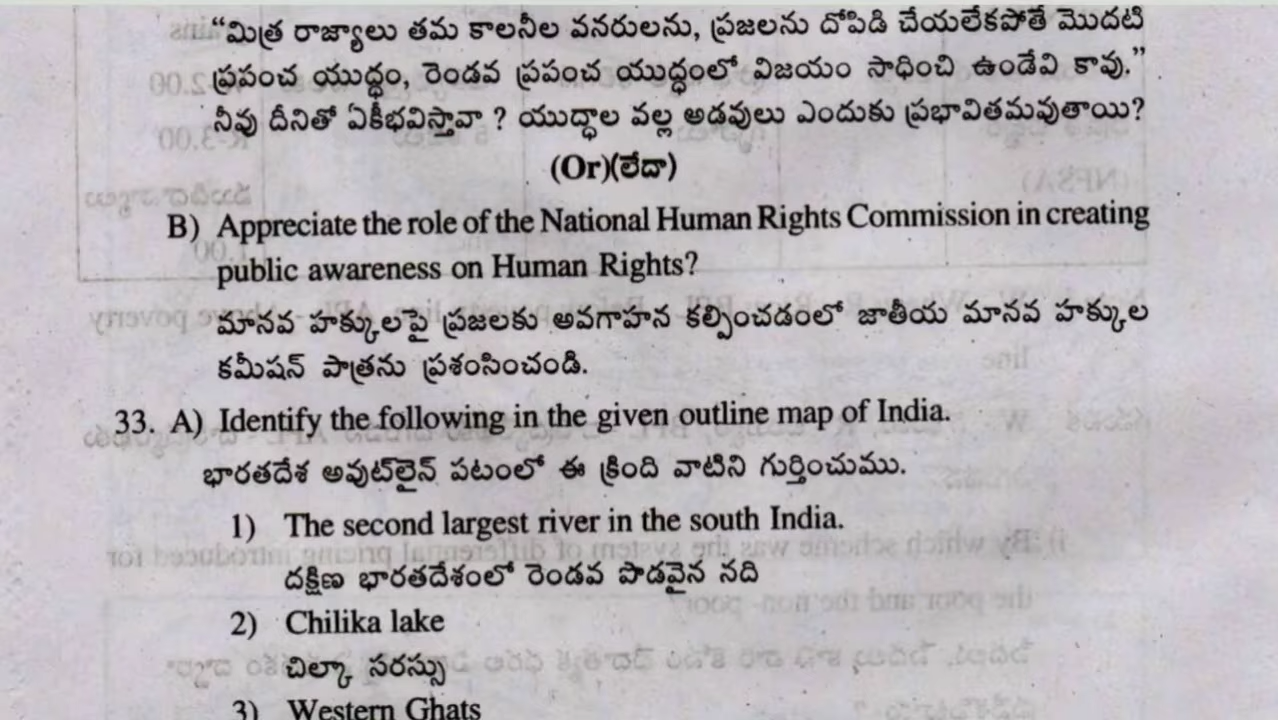 “మిత్ర రాజ్యాలు తమ కాలనీల వనరులను, ప్రజలను దోపిడి చేయలేకపోతే మొదటి
ప్రపంచ యుద్ధం, రెండవ ప్రపంచ యుద్ధంలో విజయం సాధించి ఉండేవి కావు.”
నీవు దీనితో ఏకీభవిస్తావా ? యుద్ధాల వల్ల అడవులు ఎందుకు ప్రభావితమవుతాయి?
(Or)(లేదా)
B) Appreciate the role of the National Human Rights Commission in creating
public awareness on Human Rights?
మానవ హక్కులపై ప్రజలకు అవగాహన కల్పించడంలో జాతీయ మానవ హక్కుల
కమీషన్ పాత్రను ప్రశంసించండి.
33. A) Identify the following in the given outline map of India.
భారతదేశ అవుట్‌లైన్ పటంలో ఈ క్రింది వాటిని గుర్తించుము.
1) The second largest river in the south India.
దక్షిణ భారతదేశంలో రెండవ పొడవైన నది
2) Chilika lake
చిల్కా సరస్సు
3) Western Ghats